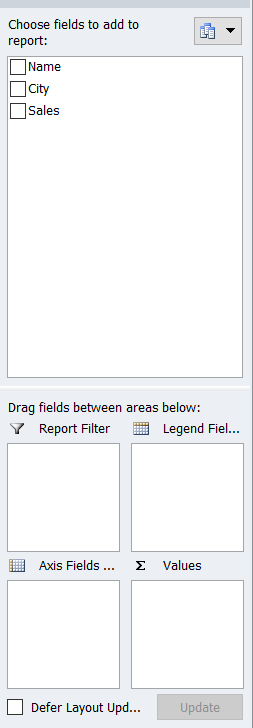 Choose fields to add to
report:
Name
City
Sales
Drag fields between areas below:
Report Filter
Legend Fiel...
Axis Fields ...
Σ Values
Defer Layout Upd...
Update